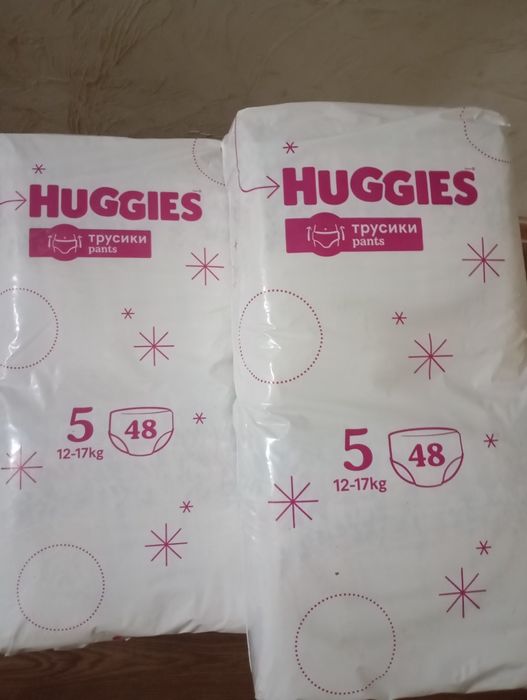 HUGGIES
трусики
pants
5
48
12-17kg
HUGGIES
трусики
pants
5
48
12-17kg